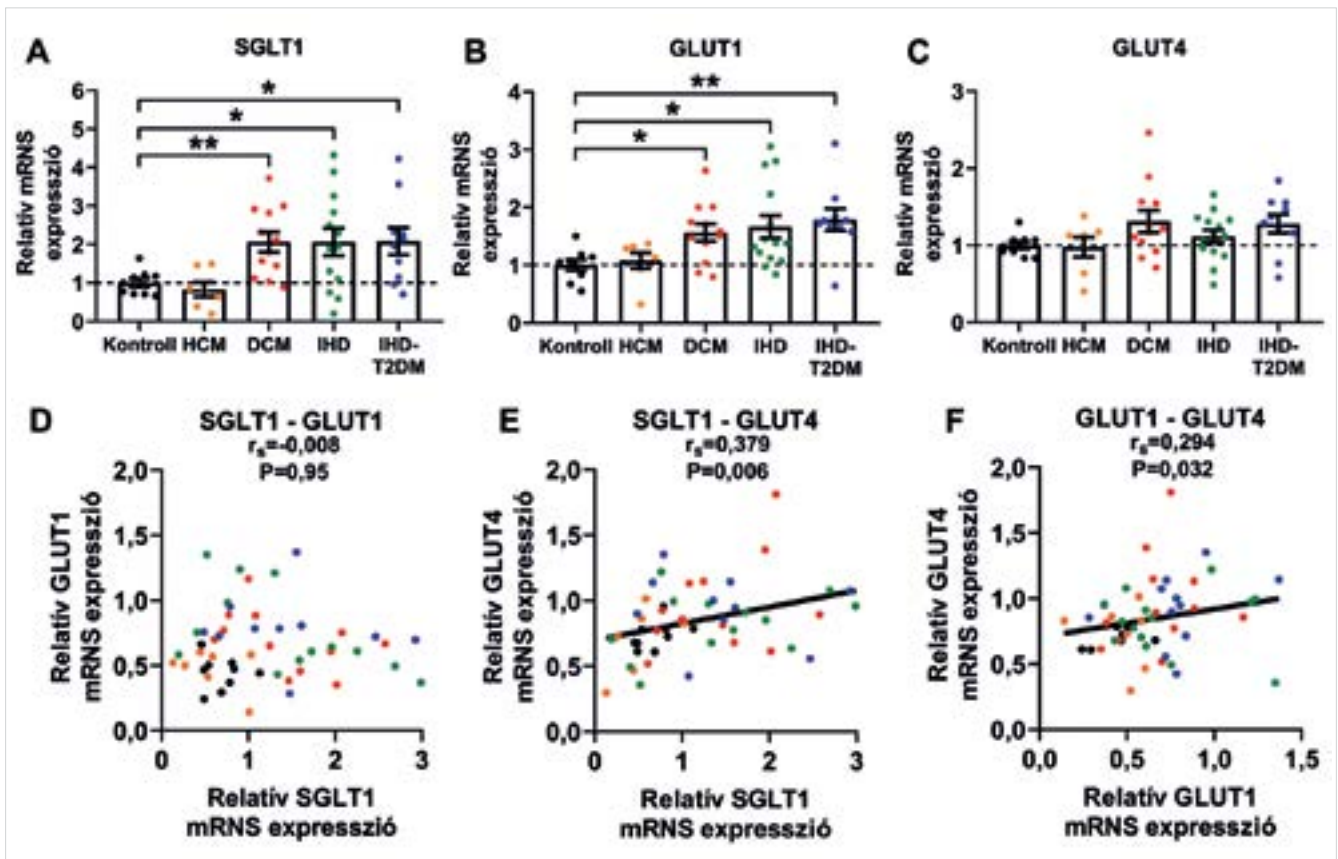 A
SGLT1
Relatív mRNS
expresszió
6
5
4
3
2
1
0
*
*
**
Kontroll HCM DCM IHD IHD-
T2DM
B
GLUT1
Relatív mRNS
expresszió
4
3
2
1
0
**
*
*
Kontroll HCM DCM IHD IHD-
T2DM
C
GLUT4
Relatív mRNS
expresszió
3
2
1
0
Kontroll HCM DCM IHD IHD-
T2DM
D
SGLT1 - GLUT1
rₛ=-0,008
P=0,95
Relatív GLUT1
mRNS expresszió
2,0
1,5
1,0
0,5
0,0
0 1 2 3
Relatív SGLT1
mRNS expresszió
E
SGLT1 - GLUT4
rₛ=0,379
P=0,006
Relatív GLUT4
mRNS expresszió
2,0
1,5
1,0
0,5
0,0
0 1 2 3
Relatív SGLT1
mRNS expresszió
F
GLUT1 - GLUT4
rₛ=0,294
P=0,032
Relatív GLUT4
mRNS expresszió
2,0
1,5
1,0
0,5
0,0
0,0 0,5 1,0 1,5
Relatív GLUT1
mRNS expresszió